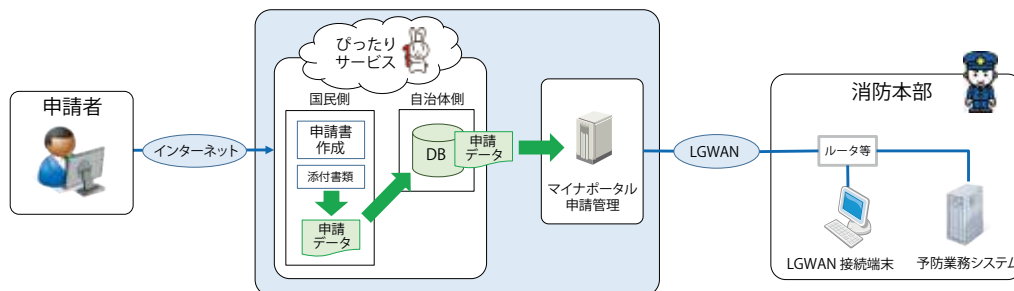 申請者
インターネット
ぴったり
サービス
国民側
申請書
作成
添付書類
申請
データ
自治体側
DB
申請
データ
マイナポータル
申請管理
LGWAN
消防本部
ルータ等
LGWAN 接続端末
予防業務システム